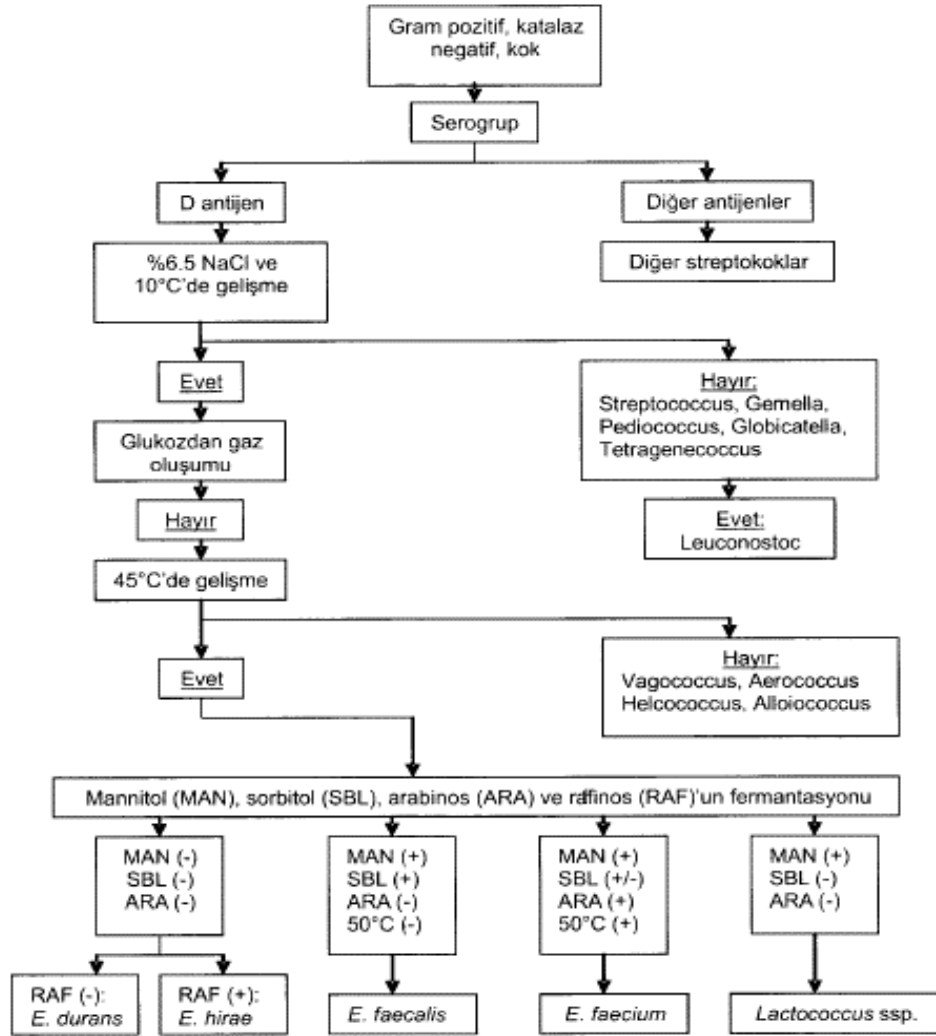 Gram pozitif, katalaz
negatif, kok
Serogrup
D antijen
Diğer antijenler
%6.5 NaCl ve
10°C'de gelişme
Diğer streptokoklar
Evet
Hayır:
Streptococcus, Gemella,
Pediococcus, Globicatella,
Tetragenecoccus
Glukozdan gaz
oluşumu
Hayır
Evet:
Leuconostoc
45°C'de gelişme
Evet
Hayır:
Vagococcus, Aerococcus
Helcococcus, Alloiococcus
Mannitol (MAN), sorbitol (SBL), arabinos (ARA) ve raffinos (RAF)'un fermantasyonu
MAN (-)
SBL (-)
ARA (-)
MAN (+)
SBL (+)
ARA (-)
50°C (-)
MAN (+)
SBL (+/-)
ARA (+)
50°C (+)
MAN (+)
SBL (-)
ARA (-)
RAF (-):
E. durans
RAF (+):
E. hirae
E. faecalis
E. faecium
Lactococcus ssp.